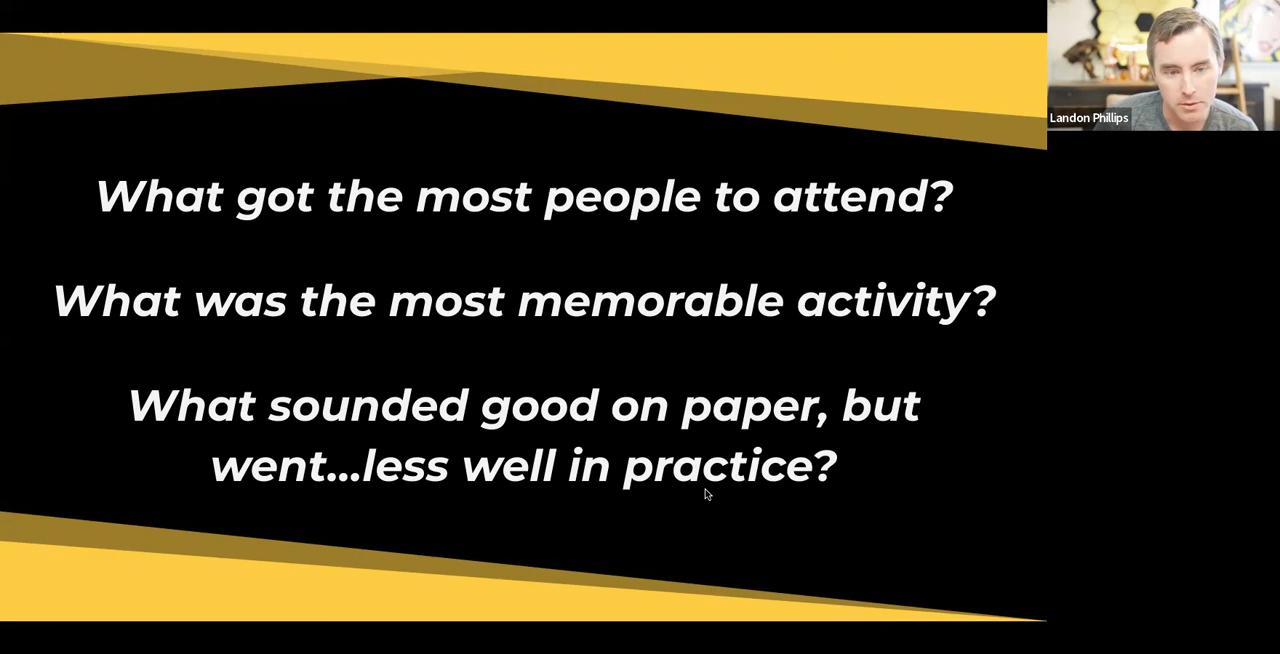 What got the most people to attend?
What was the most memorable activity?
What sounded good on paper, but
went...less well in practice?
Landon Phillips